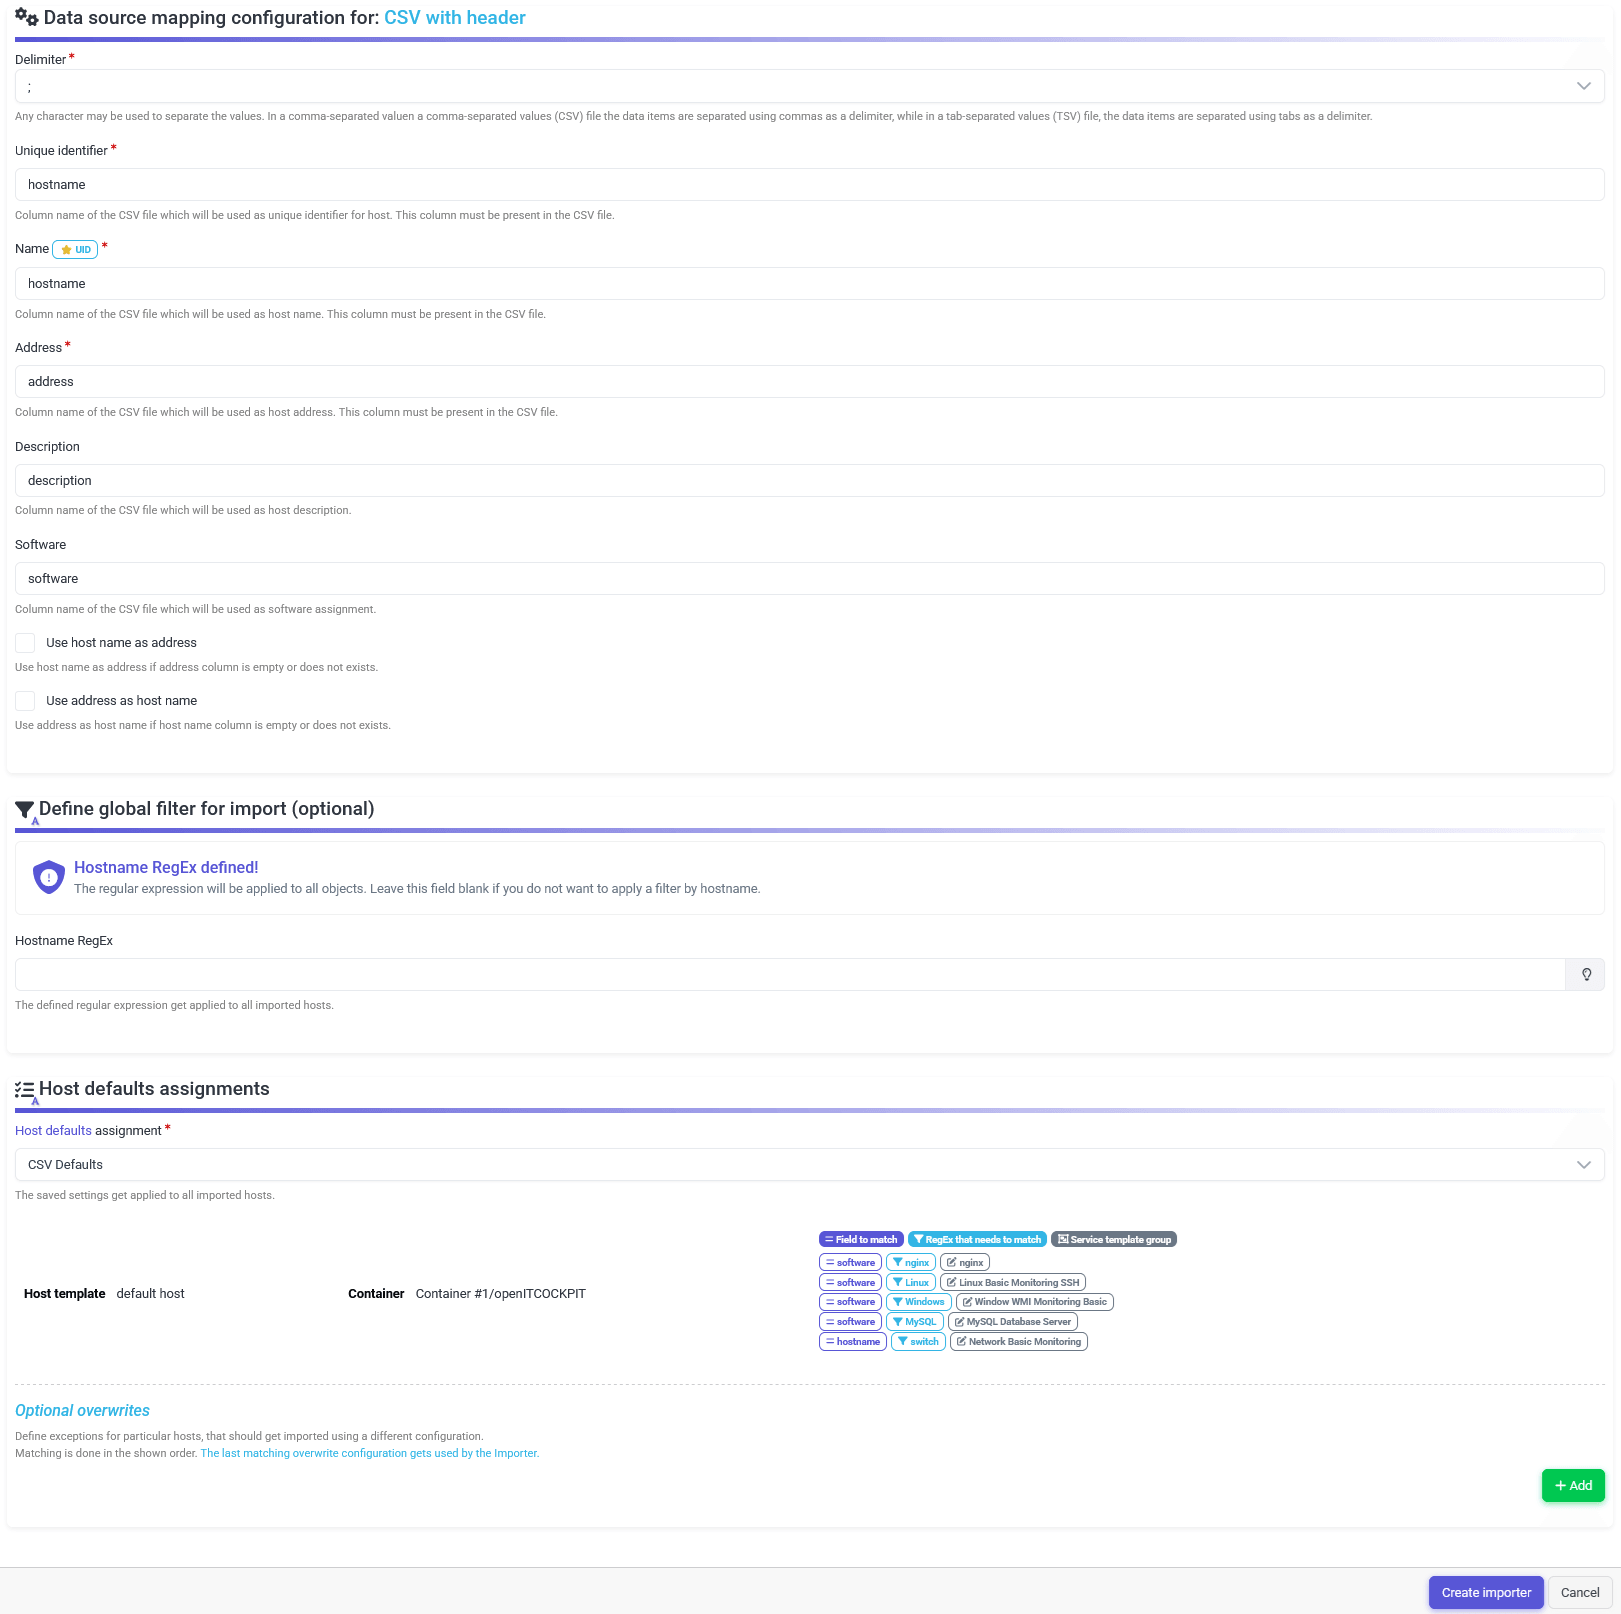 Data source mapping configuration for: CSV with header
Delimiter *
;
Any character may be used to separate the values. In a comma-separated valuen a comma-separated values (CSV) file the data items are separated using commas as a delimiter, while in a tab-separated values (TSV) file, the data items are separated using tabs as a delimiter.
Unique identifier *
hostname
Column name of the CSV file which will be used as unique identifier for host. This column must be present in the CSV file.
Name UID *
hostname
Column name of the CSV file which will be used as host name. This column must be present in the CSV file.
Address *
address
Column name of the CSV file which will be used as host address. This column must be present in the CSV file.
Description
description
Column name of the CSV file which will be used as host description.
Software
software
Column name of the CSV file which will be used as software assignment.
Use host name as address
Use host name as address if address column is empty or does not exists.
Use address as host name
Use address as host name if host name column is empty or does not exists.
Define global filter for import (optional)
A
Hostname RegEx defined!
The regular expression will be applied to all objects. Leave this field blank if you do not want to apply a filter by hostname.
Hostname RegEx
The defined regular expression get applied to all imported hosts.
Host defaults assignments
A
Host defaults assignment *
CSV Defaults
The saved settings get applied to all imported hosts.
Field to match RegEx that needs to match Service template group
software nginx nginx
software Linux Linux Basic Monitoring SSH
Host template default host Container Container #1/openITCOCKPIT
software Windows Window WMI Monitoring Basic
software MySQL MySQL Database Server
hostname switch Network Basic Monitoring
Optional overwrites
Define exceptions for particular hosts, that should get imported using a different configuration.
Matching is done in the shown order. The last matching overwrite configuration gets used by the Importer.
+ Add
Create importer Cancel